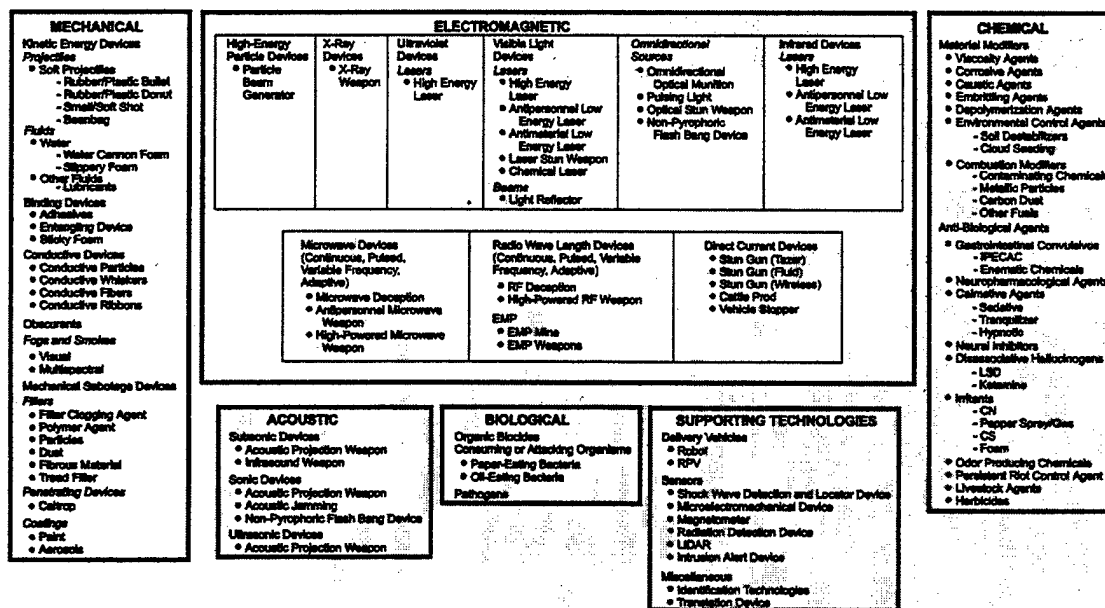 MECHANICAL
Kinetic Energy Devices
Projectiles
• Soft Projectiles
- Rubber/Plastic Bullet
- Rubber/Plastic Donut
- Small/Soft Shot
- Beanbag
Fluids
• Water
- Water Cannon Foam
- Slippery Foam
• Other Fluids
- Lubricants
Binding Devices
• Adhesives
• Entangling Device
• Sticky Foam
Conductive Devices
• Conductive Particles
• Conductive Whiskers
• Conductive Fibers
• Conductive Ribbons
Obscurants
Fogs and Smokes
• Visual
• Multispectral
Mechanical Sabotage Devices
Fillers
• Filler Clogging Agent
• Polymer Agent
• Particles
• Dust
• Fibrous Material
• Tread Filler
Penetrating Devices
• Caltrop
Coatings
• Paint
• Aerosols
ELECTROMAGNETIC
High-Energy
Particle Devices
• Particle
Beam
Generator
X-Ray
Devices
• X-Ray
Weapon
Ultraviolet
Devices
Lasers
• High Energy
Laser
Visible Light
Devices
Lasers
• High Energy
Laser
• Antipersonnel Low
Energy Laser
• Antimaterial Low
Energy Laser
• Laser Stun Weapon
• Chemical Laser
Beams
• Light Reflector
Omnidirectional
Sources
• Omnidirectional
Optical Munition
• Pulsing Light
• Optical Stun Weapon
• Non-Pyrophoric
Flash Bang Device
Infrared Devices
Lasers
• High Energy
Laser
• Antipersonnel Low
Energy Laser
• Antimaterial Low
Energy Laser
Microwave Devices
(Continuous, Pulsed,
Variable Frequency,
Adaptive)
• Microwave Deception
• Antipersonnel Microwave
Weapon
• High-Powered Microwave
Weapon
Radio Wave Length Devices
(Continuous, Pulsed, Variable
Frequency, Adaptive)
• RF Deception
• High-Powered RF Weapon
EMP
• EMP Mine
• EMP Weapons
Direct Current Devices
• Stun Gun (Tazer)
• Stun Gun (Fluid)
• Stun Gun (Wireless)
• Cattle Prod
• Vehicle Stopper
ACOUSTIC
Subsonic Devices
• Acoustic Projection Weapon
• Infrasound Weapon
Sonic Devices
• Acoustic Projection Weapon
• Acoustic Jamming
• Non-Pyrophoric Flash Bang Device
Ultrasonic Devices
• Acoustic Projection Weapon
BIOLOGICAL
Organic Biocides
Consuming or Attacking Organisms
• Paper-Eating Bacteria
• Oil-Eating Bacteria
Pathogens
SUPPORTING TECHNOLOGIES
Delivery Vehicles
• Robot
• RPV
Sensors
• Shock Wave Detection and Locator Device
• Microelectromechanical Device
• Magnetometer
• Radiation Detection Device
• LIDAR
• Intrusion Alert Device
Miscellaneous
• Identification Technologies
• Translation Device
CHEMICAL
Material Modifiers
• Viscosity Agents
• Corrosive Agents
• Caustic Agents
• Embrittling Agents
• Depolymerization Agents
• Environmental Control Agents
- Soil Destabilizers
- Cloud Seeding
• Combustion Modifiers
- Contaminating Chemicals
- Metallic Particles
- Carbon Dust
- Other Fuels
Anti-Biological Agents
• Gastrointestinal Convulsives
- IPECAC
- Enematic Chemicals
• Neuropharmacological Agents
• Calmative Agents
- Sedative
- Tranquilizer
- Hypnotic
• Neural Inhibitors
• Disassociative Hallocinogens
- LSD
- Ketamine
• Irritants
- CN
- Pepper Spray/Gas
- CS
- Foam
• Odor Producing Chemicals
• Persistent Riot Control Agent
• Livestock Agents
• Herbicides